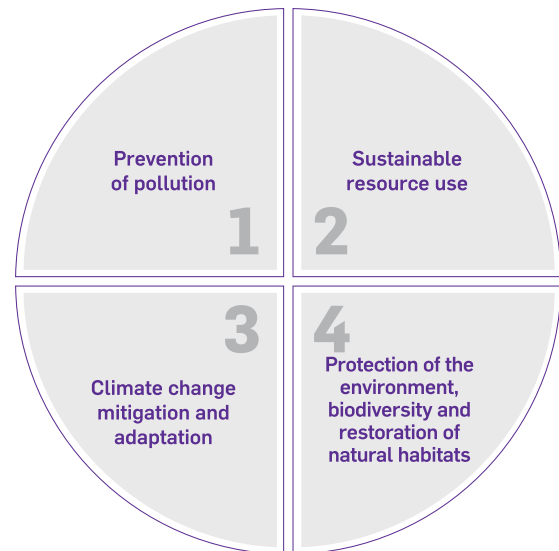 Prevention
of pollution
1
Sustainable
resource use
2
3
Climate change
mitigation and
adaptation
4
Protection of the
environment,
biodiversity and
restoration of
natural habitats